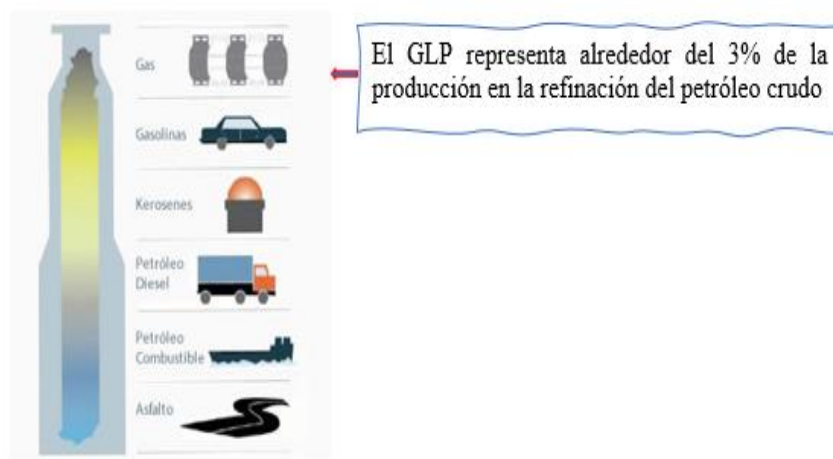 Gas
El GLP representa alrededor del 3% de la
producción en la refinación del petróleo crudo
Gasolinas
Kerosenes
Petróleo
Diesel
Petróleo
Combustible
Asfalto